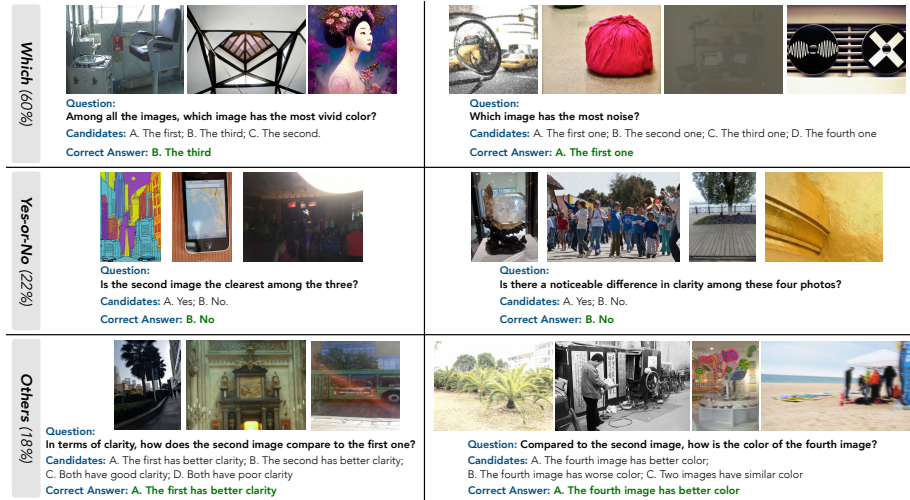 Which (60%)
Question:
Among all the images, which image has the most vivid color?
Candidates: A. The first; B. The third; C. The second.
Correct Answer: B. The third
Question:
Which image has the most noise?
Candidates: A. The first one; B. The second one; C. The third one; D. The fourth one
Correct Answer: A. The first one
Yes-or-No (22%)
Question:
Is the second image the clearest among the three?
Candidates: A. Yes; B. No.
Correct Answer: B. No
Question:
Is there a noticeable difference in clarity among these four photos?
Candidates: A. Yes; B. No.
Correct Answer: B. No
Others (18%)
Question:
In terms of clarity, how does the second image compare to the first one?
Candidates: A. The first has better clarity; B. The second has better clarity;
C. Both have good clarity; D. Both have poor clarity
Correct Answer: A. The first has better clarity
Question: Compared to the second image, how is the color of the fourth image?
Candidates: A. The fourth image has better color;
B. The fourth image has worse color; C. Two images have similar color
Correct Answer: A. The fourth image has better color